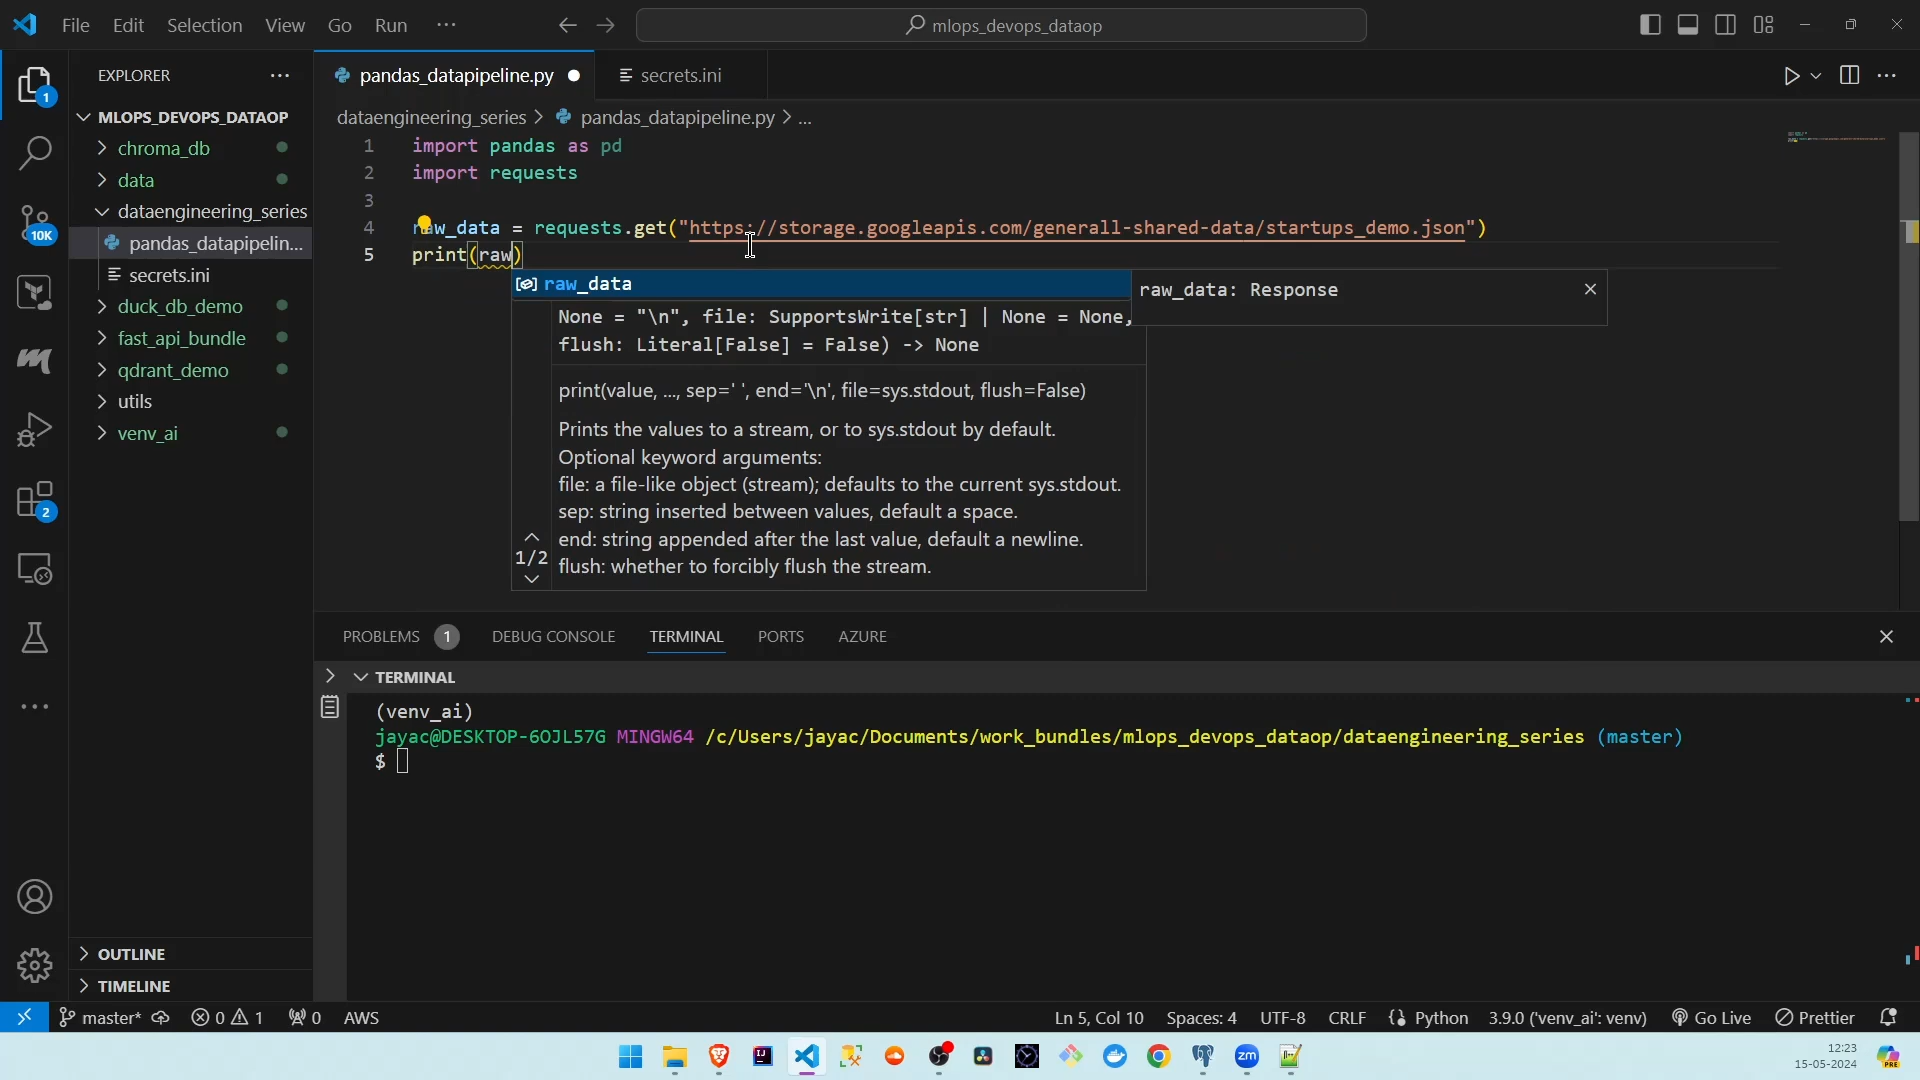 File Edit Selection View Go Run ···
mlops_devops_dataop
EXPLORER
1
pandas_datapipeline.py
secrets.ini
MLOPS_DEVOPS_DATAOP
dataengineering_series > pandas_datapipeline.py > ...
chroma_db
data
dataengineering_series
pandas_datapipelin...
secrets.ini
duck_db_demo
fast_api_bundle
qdrant_demo
utils
venv_ai
10K
2
1 import pandas as pd
2 import requests
3
4 raw_data = requests.get("https://storage.googleapis.com/generall-shared-data/startups_demo.json")
5 print(raw)
raw_data
raw_data: Response
None = "\n", file: SupportsWrite[str] | None = None,
flush: Literal[False] = False) -> None
print(value, ..., sep=' ', end='\n', file=sys.stdout, flush=False)
Prints the values to a stream, or to sys.stdout by default.
Optional keyword arguments:
file: a file-like object (stream); defaults to the current sys.stdout.
sep: string inserted between values, default a space.
end: string appended after the last value, default a newline.
1/2
flush: whether to forcibly flush the stream.
PROBLEMS 1 DEBUG CONSOLE TERMINAL PORTS AZURE
TERMINAL
(venv_ai)
jayac@DESKTOP-6OJL57G MINGW64 /c/Users/jayac/Documents/work_bundles/mlops_devops_dataop/dataengineering_series (master)
$
OUTLINE
TIMELINE
master* 0 1 0 AWS
Ln 5, Col 10 Spaces: 4 UTF-8 CRLF Python 3.9.0 ('venv_ai': venv) Go Live Prettier
zm
12:23
15-05-2024
PRE